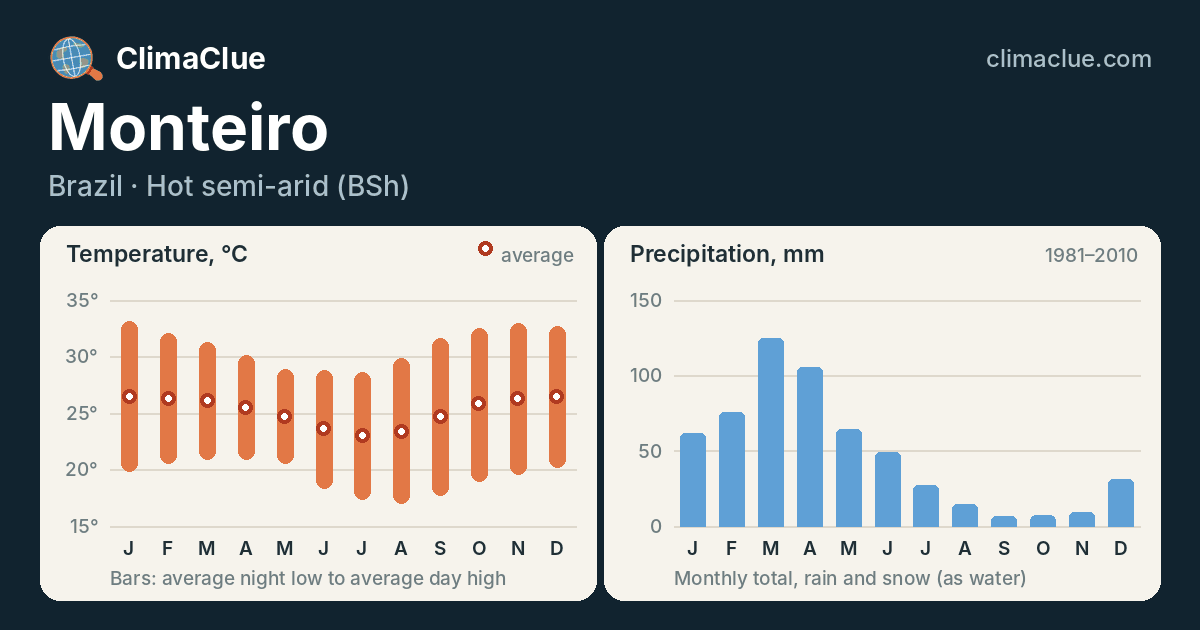 ClimaClue
climaclue.com
Monteiro
Brazil · Hot semi-arid (BSh)
Temperature, °C
average
35°
30°
25°
20°
15°
J F M A M J J A S O N D
Bars: average night low to average day high
Precipitation, mm
1981–2010
150
100
50
0
J F M A M J J A S O N D
Monthly total, rain and snow (as water)